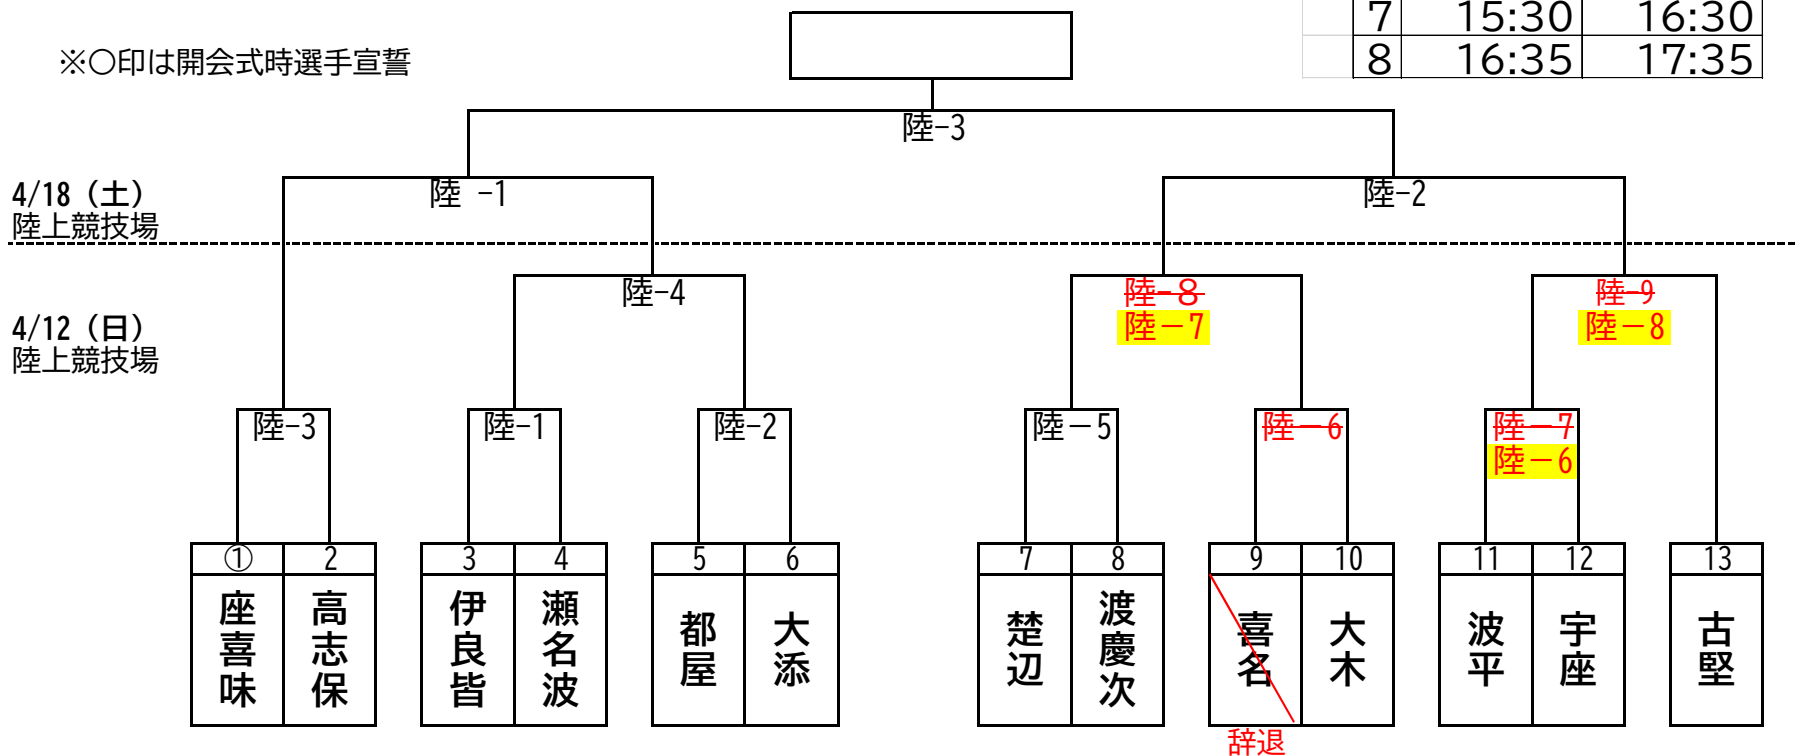 7 15:30 16:30
8 16:35 17:35
※○印は開会式時選手宣誓
陸-3
4/18（土）
陸上競技場
陸 -1
陸-2
4/12（日）
陸上競技場
陸-4
陸-8
陸-7
陸-9
陸-8
陸-3
陸-1
陸-2
陸-5
陸-6
陸-7
陸-6
① 2 3 4 5 6 7 8 9 10 11 12 13
座喜味
高志保
伊良皆
瀬名波
都屋
大添
楚辺
渡慶次
喜名
大木
波平
宇座
古堅
辞退